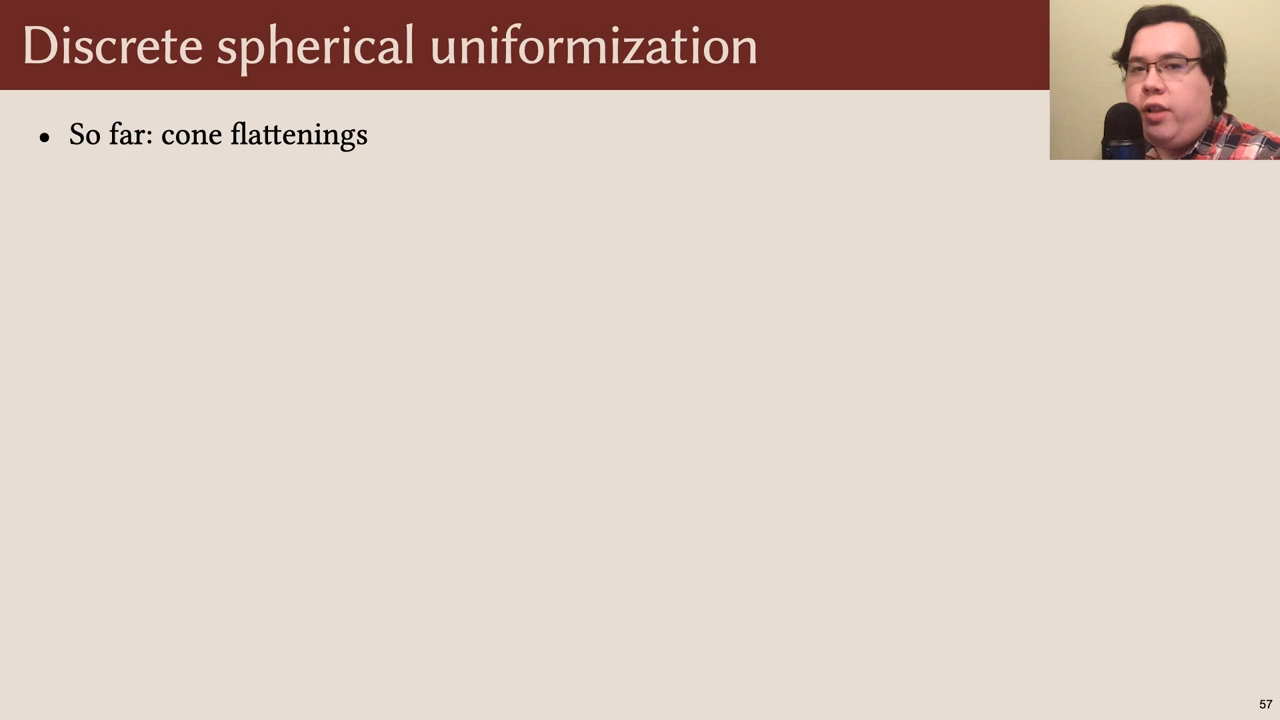 Discrete spherical uniformization
• So far: cone flattenings
57